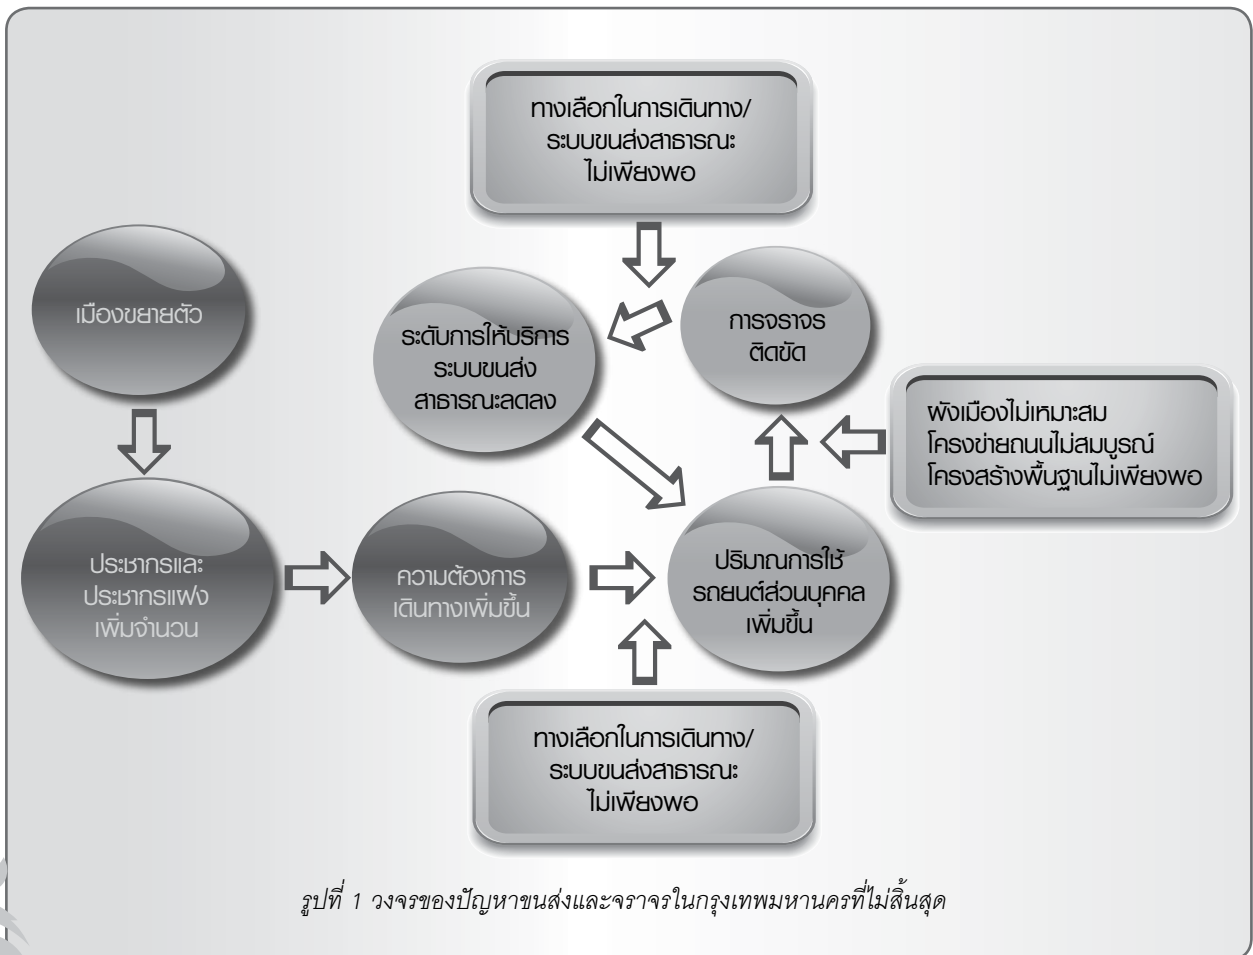 ทางเลือกในการเดินทาง/
ระบบขนส่งสาธารณะ
ไม่เพียงพอ
เมืองขยายตัว
ระดับการให้บริการ
ระบบขนส่ง
สาธารณะลดลง
การจราจร
ติดขัด
ผังเมืองไม่เหมาะสม
โครงข่ายถนนไม่สมบูรณ์
โครงสร้างพื้นฐานไม่เพียงพอ
ประชากรและ
ประชากรแฝง
เพิ่มจำนวน
ความต้องการ
เดินทางเพิ่มขึ้น
ปริมาณการใช้
รถยนต์ส่วนบุคคล
เพิ่มขึ้น
ทางเลือกในการเดินทาง/
ระบบขนส่งสาธารณะ
ไม่เพียงพอ
รูปที่ 1 วงจรของปัญหาขนส่งและจราจรในกรุงเทพมหานครที่ไม่สิ้นสุด